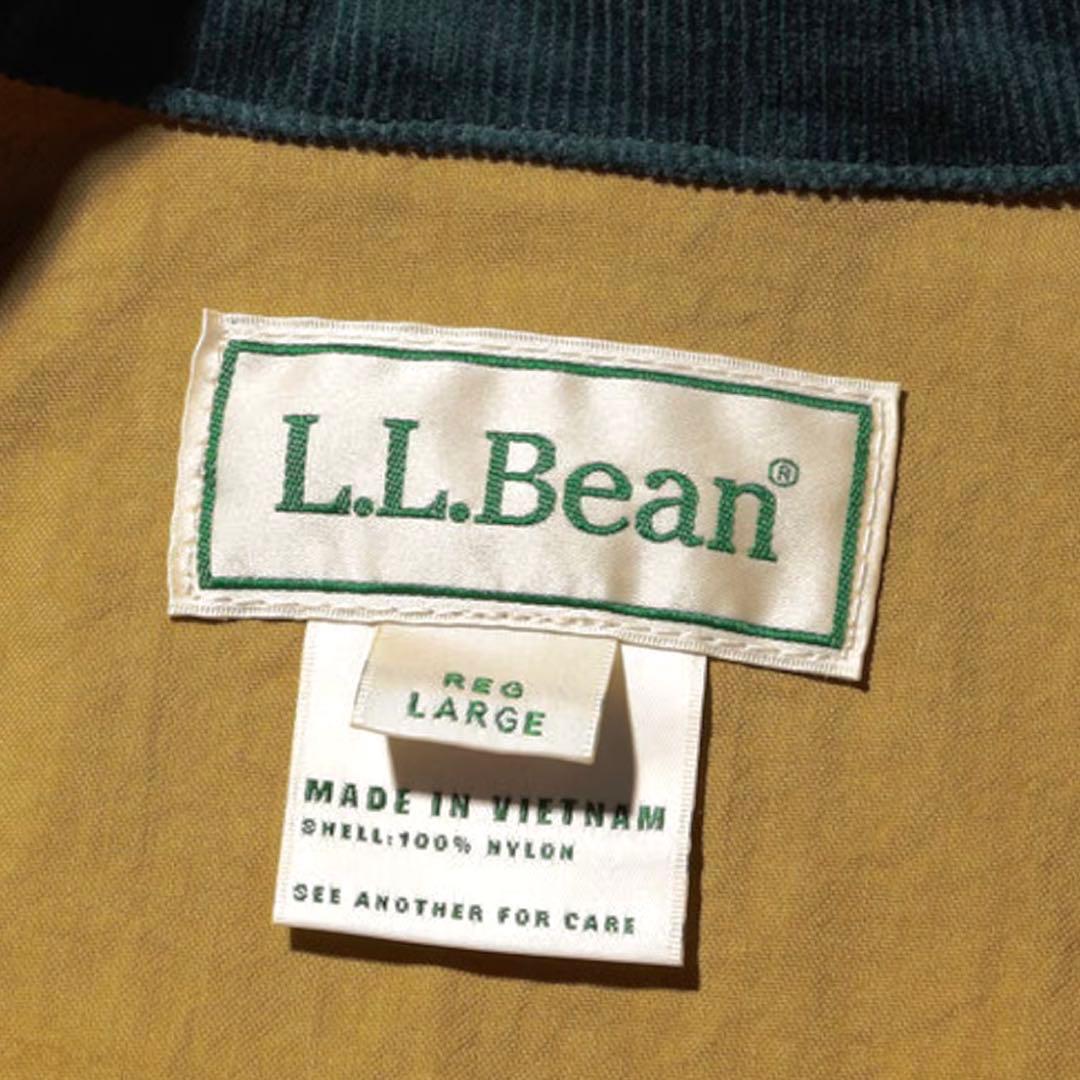 L.L.Bean®
REG
LARGE
MADE IN VIETNAM
SHELL:100% NYLON
SEE ANOTHER FOR CARE